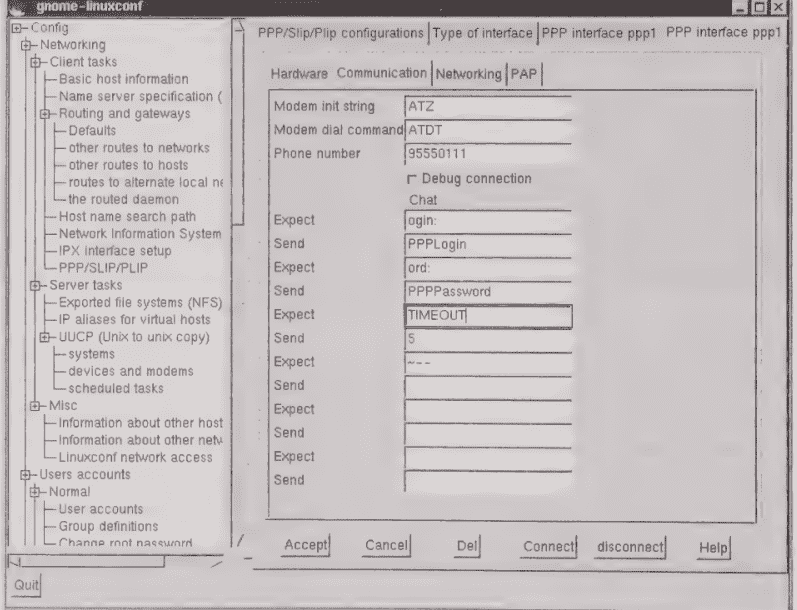 gnome-linuxconf
Config
Networking
Client tasks
Basic host information
Name server specification (
Routing and gateways
Defaults
other routes to networks
other routes to hosts
routes to alternate local ne
the routed daemon
Host name search path
Network Information System
IPX interface setup
PPP/SLIP/PLIP
Server tasks
Exported file systems (NFS)
IP aliases for virtual hosts
UUCP (Unix to unix copy)
systems
devices and modems
scheduled tasks
Misc
Information about other host
Information about other netw
Linuxconf network access
Users accounts
Normal
User accounts
Group definitions
Change root password
Quit
PPP/Slip/Plip configurations Type of interface PPP interface ppp1 PPP interface ppp1
Hardware Communication Networking PAP
Modem init string ATZ
Modem dial command ATDT
Phone number 95550111
Debug connection
Chat
Expect ogin:
Send PPPLogin
Expect ord:
Send PPPPassword
Expect TIMEOUT
Send 5
Expect ~--
Send
Expect
Send
Expect
Send
Accept Cancel Del Connect disconnect Help